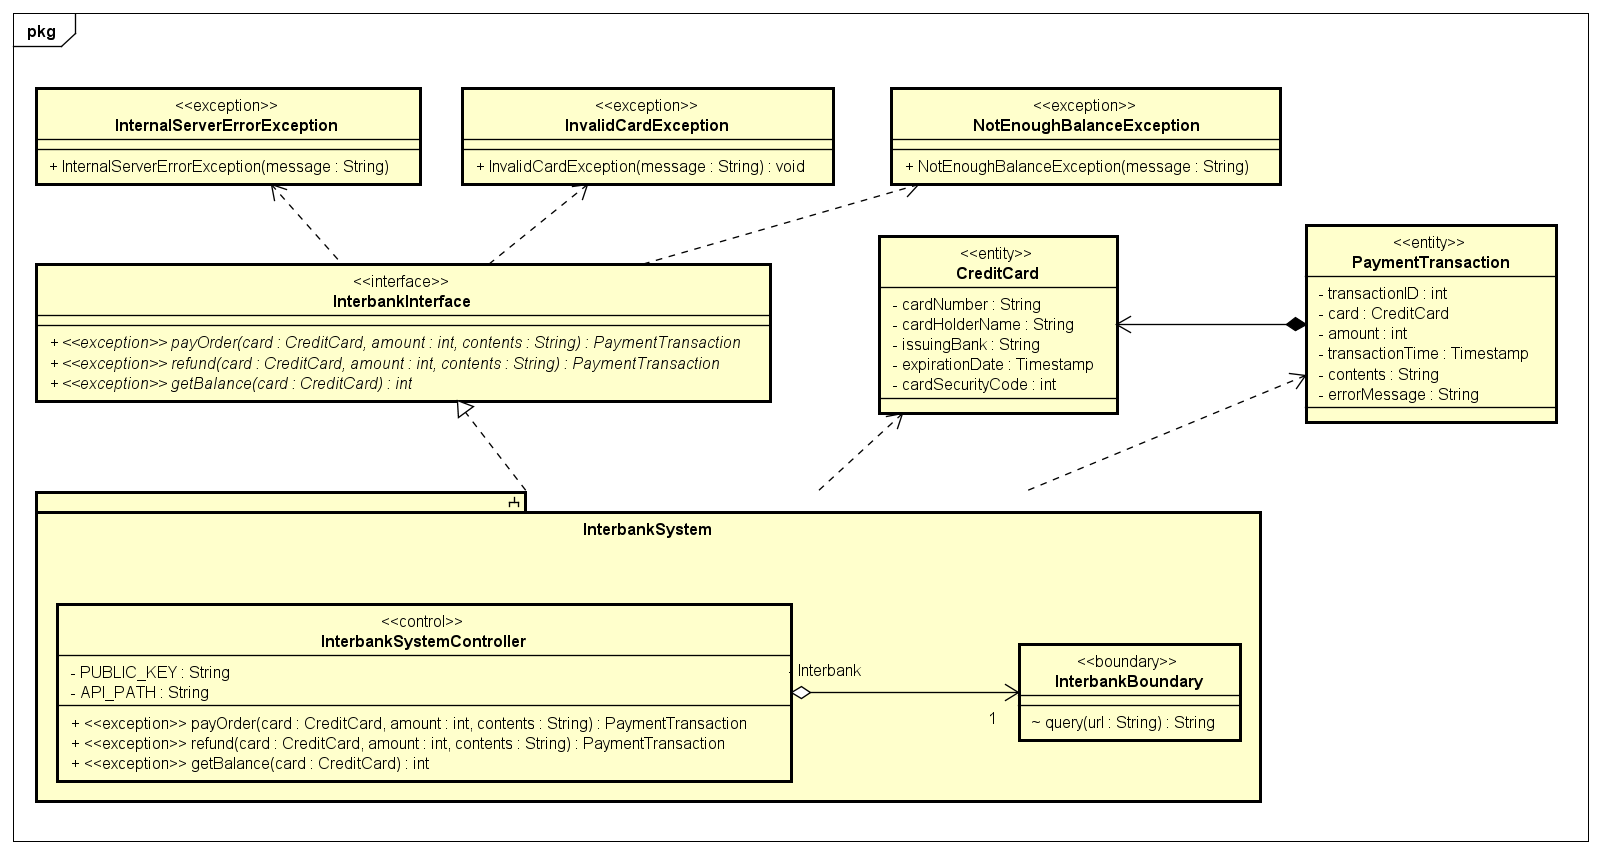 pkg
<<exception>>
InternalServerErrorException
+ InternalServerErrorException(message : String)
<<exception>>
InvalidCardException
+ InvalidCardException(message : String) : void
<<exception>>
NotEnoughBalanceException
+ NotEnoughBalanceException(message : String)
<<interface>>
InterbankInterface
+ <<exception>> payOrder(card : CreditCard, amount : int, contents : String) : PaymentTransaction
+ <<exception>> refund(card : CreditCard, amount : int, contents : String) : PaymentTransaction
+ <<exception>> getBalance(card : CreditCard) : int
<<entity>>
CreditCard
- cardNumber : String
- cardHolderName : String
- issuingBank : String
- expirationDate : Timestamp
- cardSecurityCode : int
<<entity>>
PaymentTransaction
- transactionID : int
- card : CreditCard
- amount : int
- transactionTime : Timestamp
- contents : String
- errorMessage : String
InterbankSystem
<<control>>
InterbankSystemController
- PUBLIC_KEY : String
- API_PATH : String
+ <<exception>> payOrder(card : CreditCard, amount : int, contents : String) : PaymentTransaction
+ <<exception>> refund(card : CreditCard, amount : int, contents : String) : PaymentTransaction
+ <<exception>> getBalance(card : CreditCard) : int
- Interbank
1
<<boundary>>
InterbankBoundary
~ query(url : String) : String